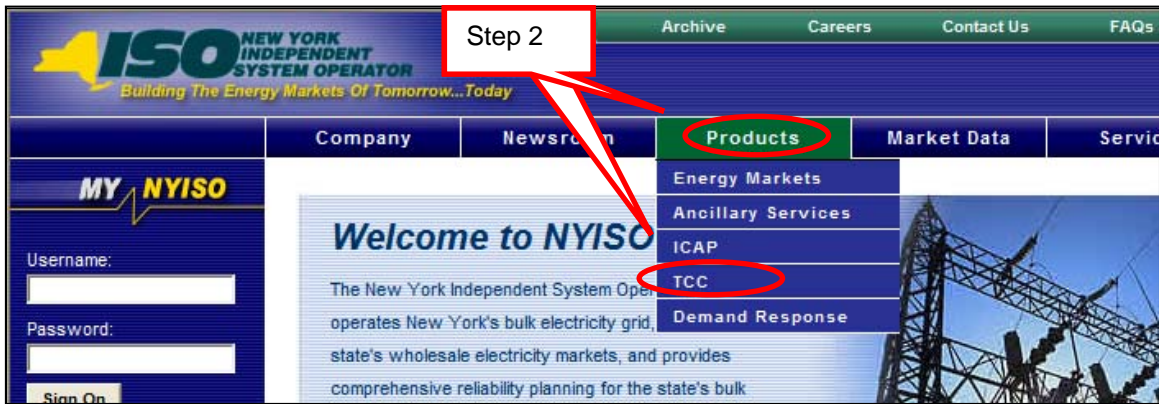 Step 2
Archive Careers Contact Us FAQs
ISO NEW YORK
INDEPENDENT
SYSTEM OPERATOR
Building The Energy Markets Of Tomorrow...Today
Company Newsroom Products Market Data
MY NYISO
Energy Markets
Ancillary Services
ICAP
TCC
Demand Response
Username:
Password:
Sign On
Welcome to NYISO
The New York Independent System
operates New York's bulk electricity grid,
state's wholesale electricity markets, and provides
comprehensive reliability planning for the state's bulk